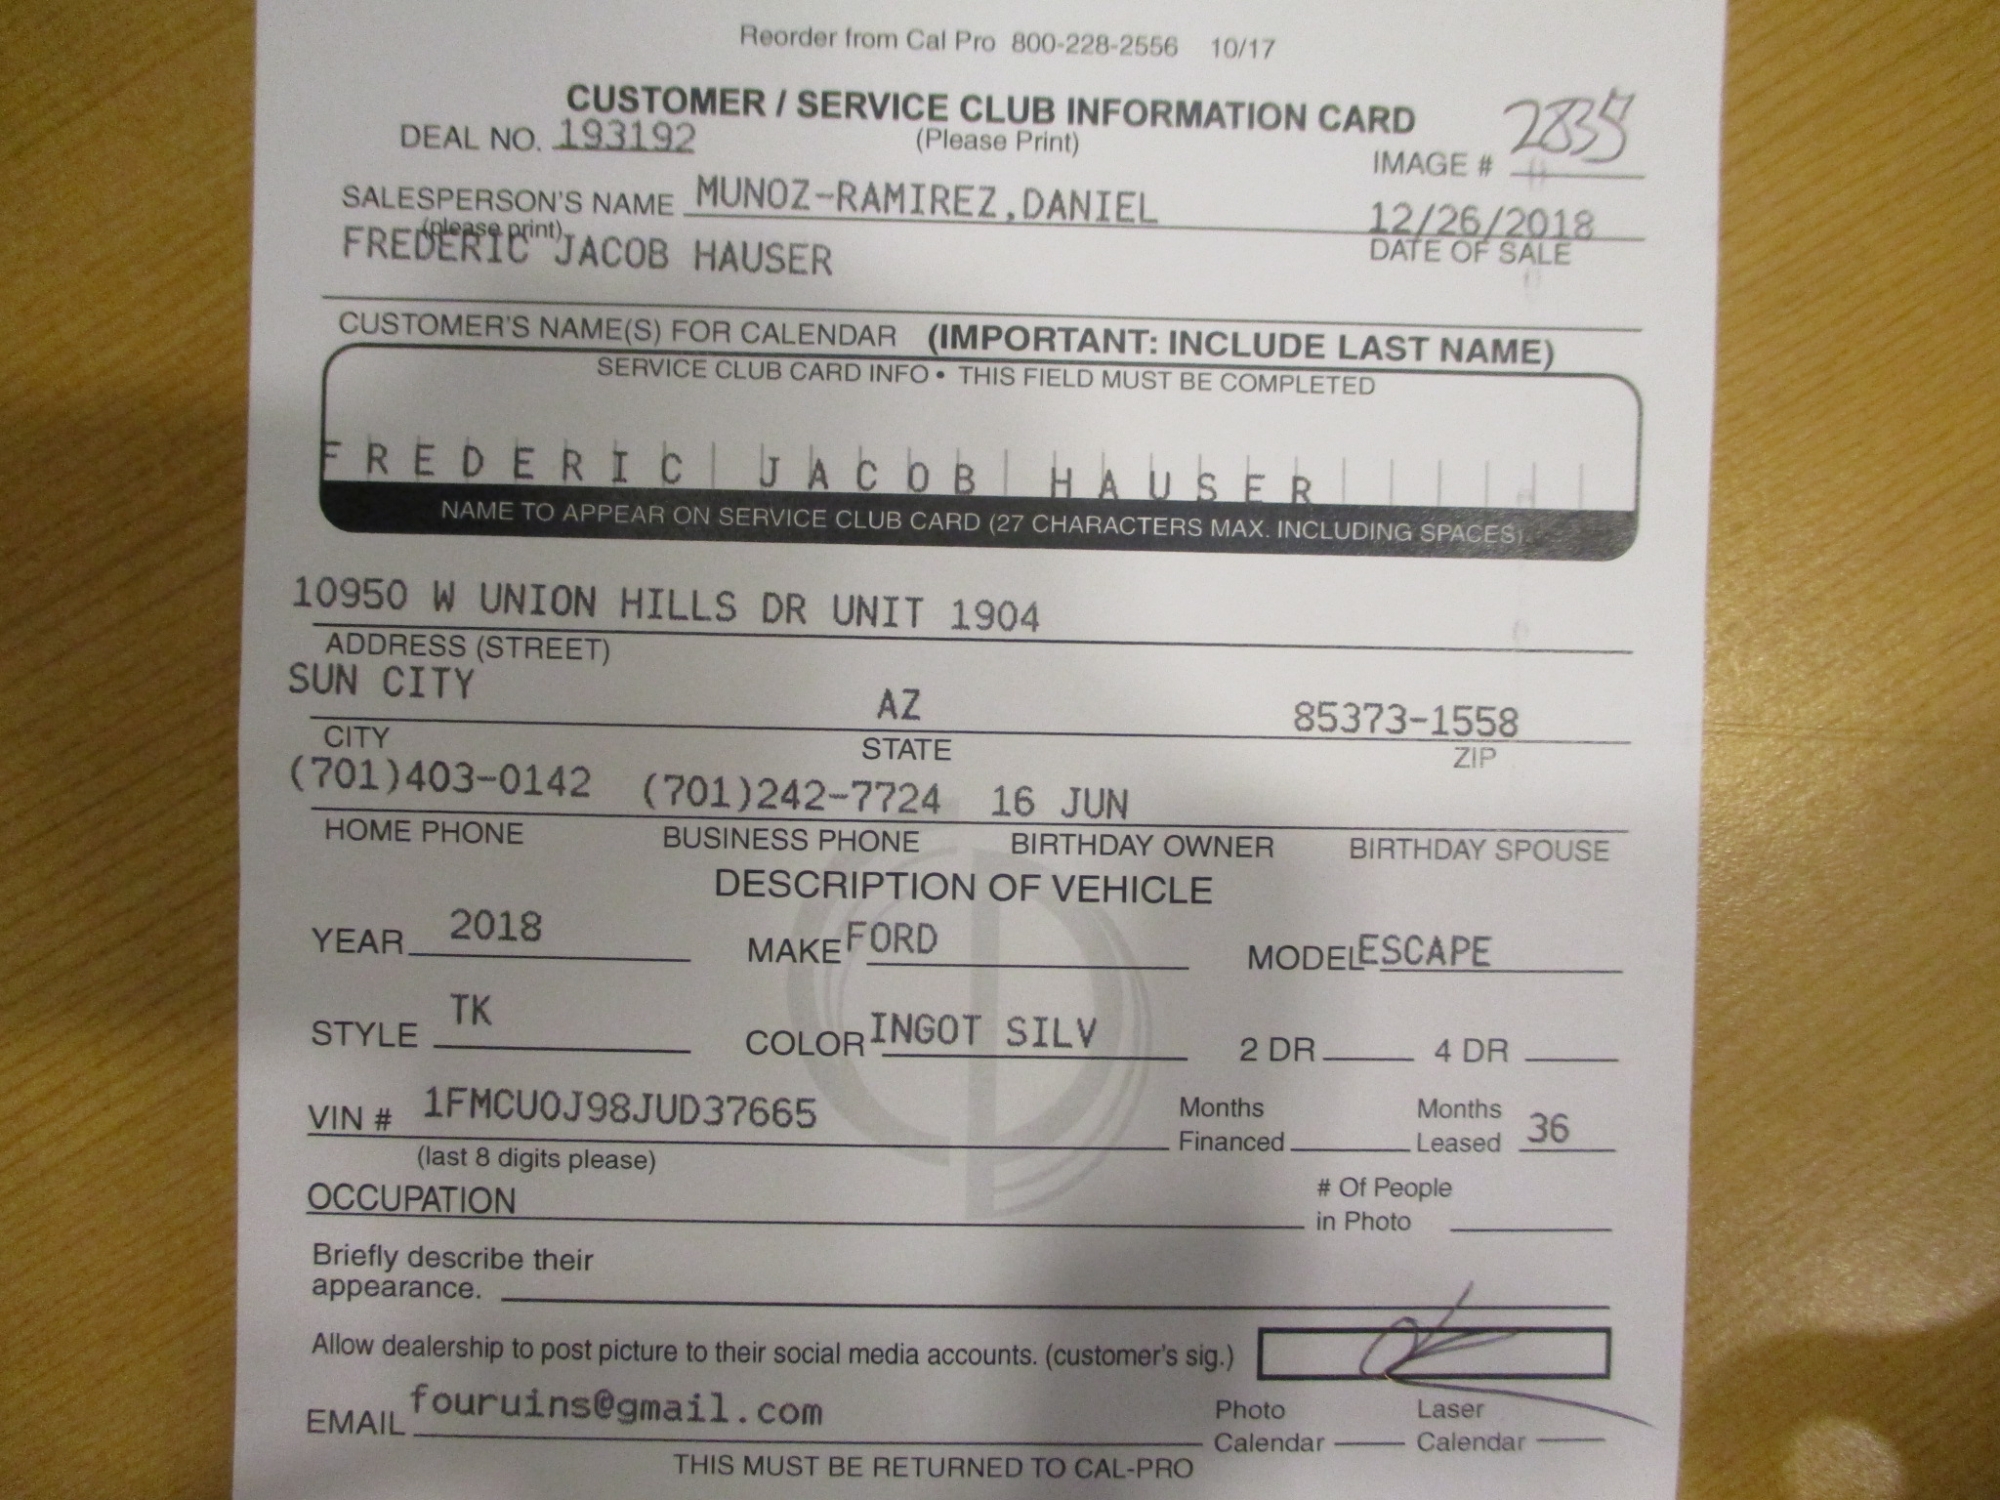 Reorder from Cal Pro 800-228-2556 10/17
CUSTOMER / SERVICE CLUB INFORMATION CARD
(Please Print)
DEAL NO. 193192
IMAGE # 2835
SALESPERSON'S NAME MUNOZ-RAMIREZ,DANIEL 12/26/2018
(please print) DATE OF SALE
FREDERIC JACOB HAUSER
CUSTOMER'S NAME(S) FOR CALENDAR (IMPORTANT: INCLUDE LAST NAME)
SERVICE CLUB CARD INFO • THIS FIELD MUST BE COMPLETED
FREDERIC JACOB HAUSER
NAME TO APPEAR ON SERVICE CLUB CARD (27 CHARACTERS MAX. INCLUDING SPACES)
10950 W UNION HILLS DR UNIT 1904
ADDRESS (STREET)
SUN CITY AZ 85373-1558
CITY STATE ZIP
(701)403-0142 (701)242-7724 16 JUN
HOME PHONE BUSINESS PHONE BIRTHDAY OWNER BIRTHDAY SPOUSE
DESCRIPTION OF VEHICLE
YEAR 2018 MAKE FORD MODEL ESCAPE
STYLE TK COLOR INGOT SILV 2 DR 4 DR
VIN # 1FMCU0J98JUD37665 Months Financed Months Leased 36
(last 8 digits please)
OCCUPATION # Of People in Photo
Briefly describe their
appearance.
Allow dealership to post picture to their social media accounts. (customer's sig.)
EMAIL fouruins@gmail.com Photo Calendar Laser Calendar
THIS MUST BE RETURNED TO CAL-PRO